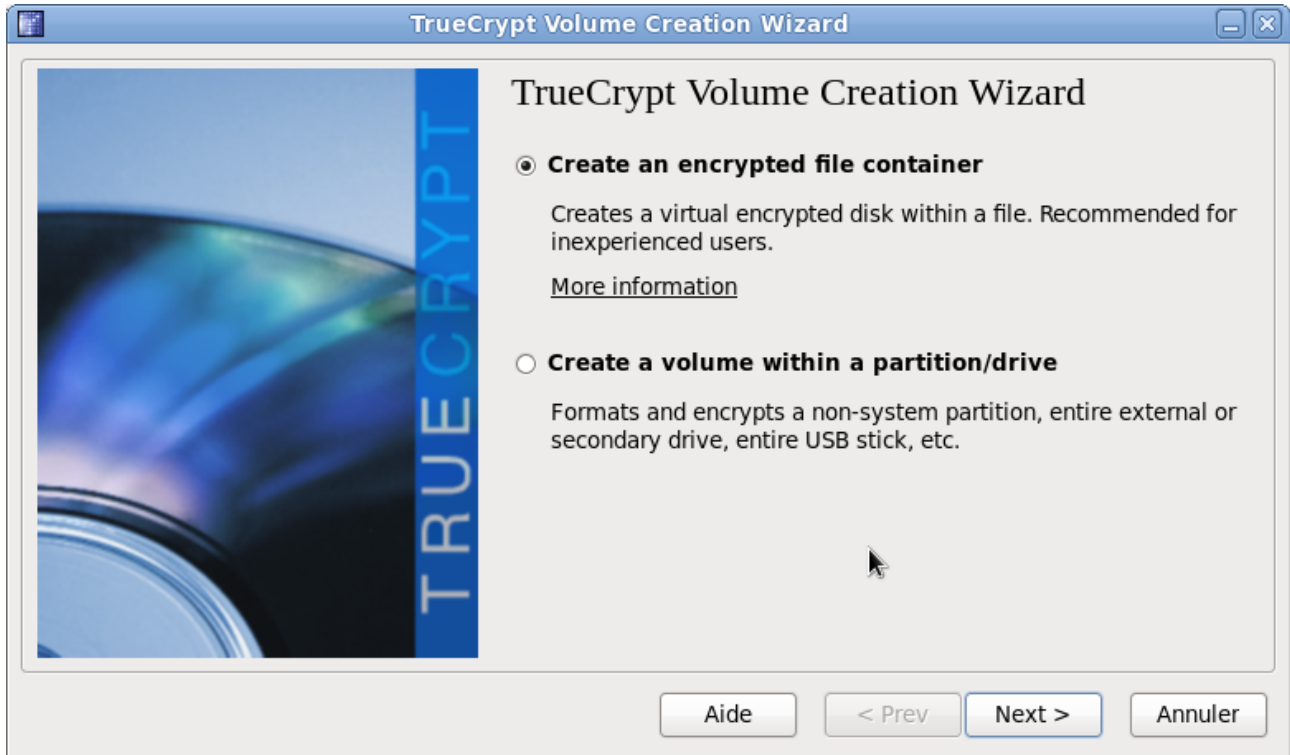 TrueCrypt Volume Creation Wizard
TRUECRYPT
TrueCrypt Volume Creation Wizard
Create an encrypted file container
Creates a virtual encrypted disk within a file. Recommended for
inexperienced users.
More information
Create a volume within a partition/drive
Formats and encrypts a non-system partition, entire external or
secondary drive, entire USB stick, etc.
Aide
< Prev
Next >
Annuler